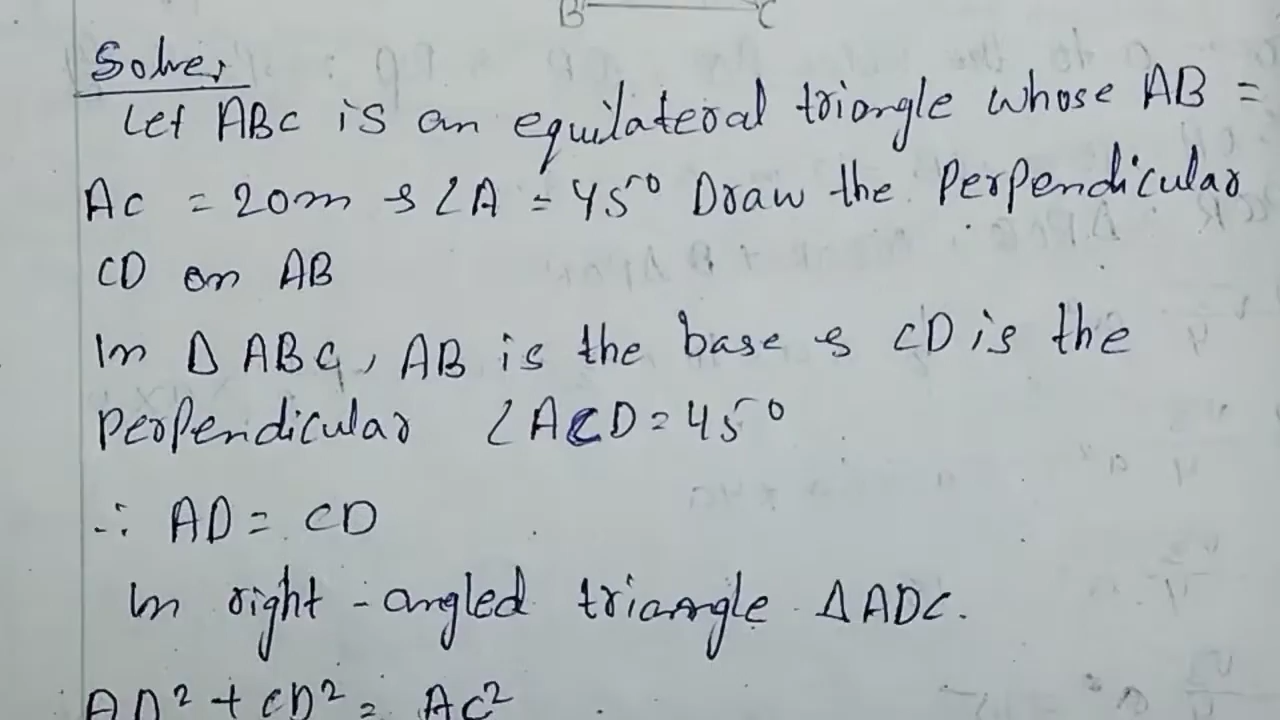 B C
Solve,
Let ABC is an equilateral triangle whose AB =
AC = 20m & ∠A = 45° Draw the perpendicular
CD on AB
In Δ ABC, AB is the base & CD is the
perpendicular ∠ACD = 45°
∴ AD = CD
In right-angled triangle ΔADC.
AD² + CD² = AC²